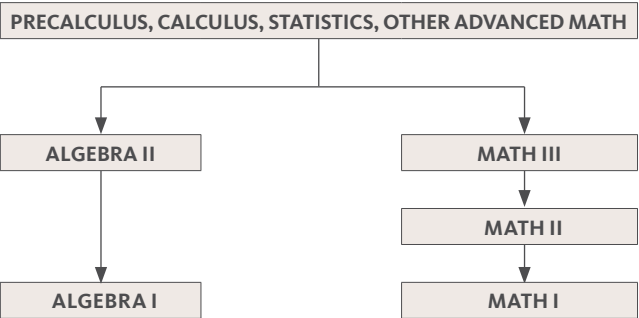 PRECALCULUS, CALCULUS, STATISTICS, OTHER ADVANCED MATH
ALGEBRA II
MATH III
MATH II
ALGEBRA I
MATH I